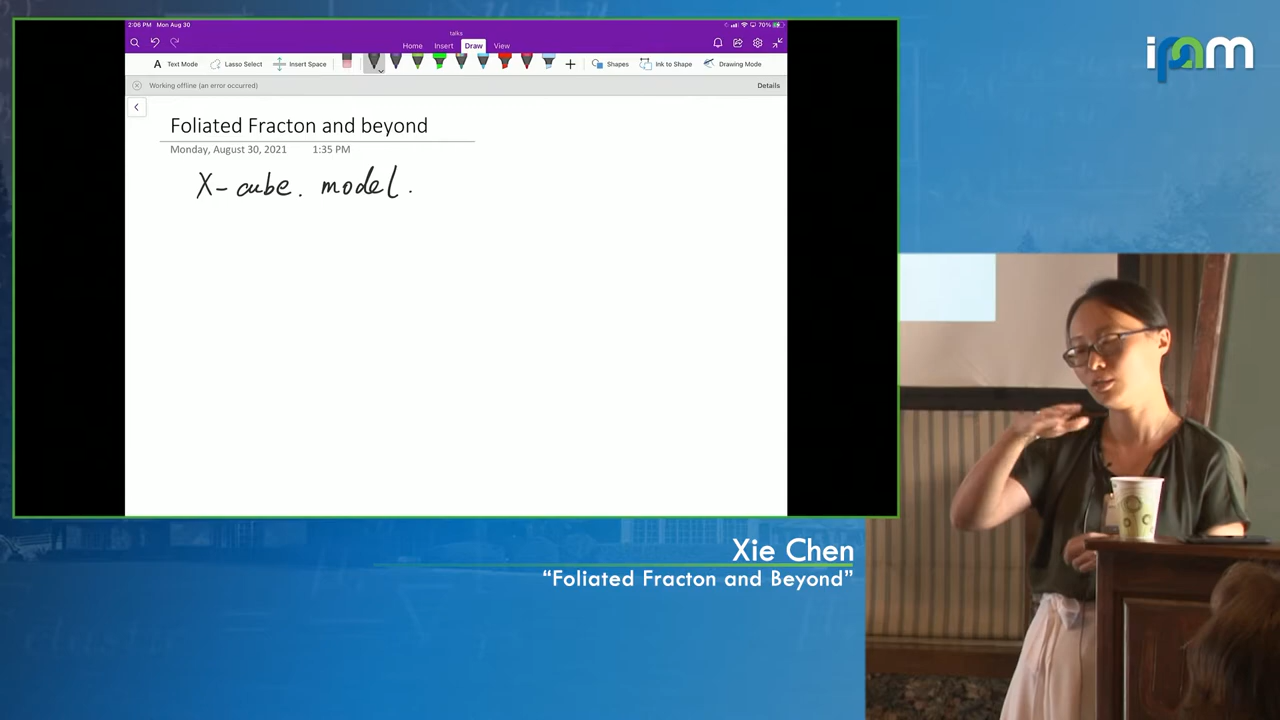 2:06 PM Mon Aug 30
70%
talks
Home Insert Draw View
Text Mode Lasso Select Insert Space Shapes Ink to Shape Drawing Mode
Working offline (an error occurred) Details
Foliated Fracton and beyond
Monday, August 30, 2021 1:35 PM
X-cube. model.
ipam
Xie Chen
“Foliated Fracton and Beyond”